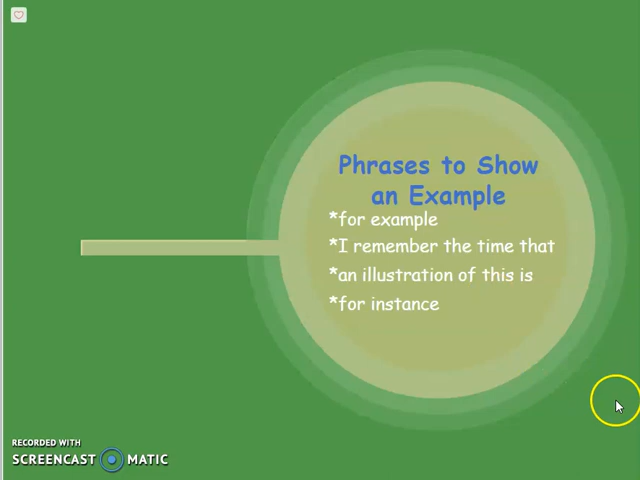 Phrases to Show
an Example
*for example
*I remember the time that
*an illustration of this is
*for instance
RECORDED WITH
SCREENCAST MATIC